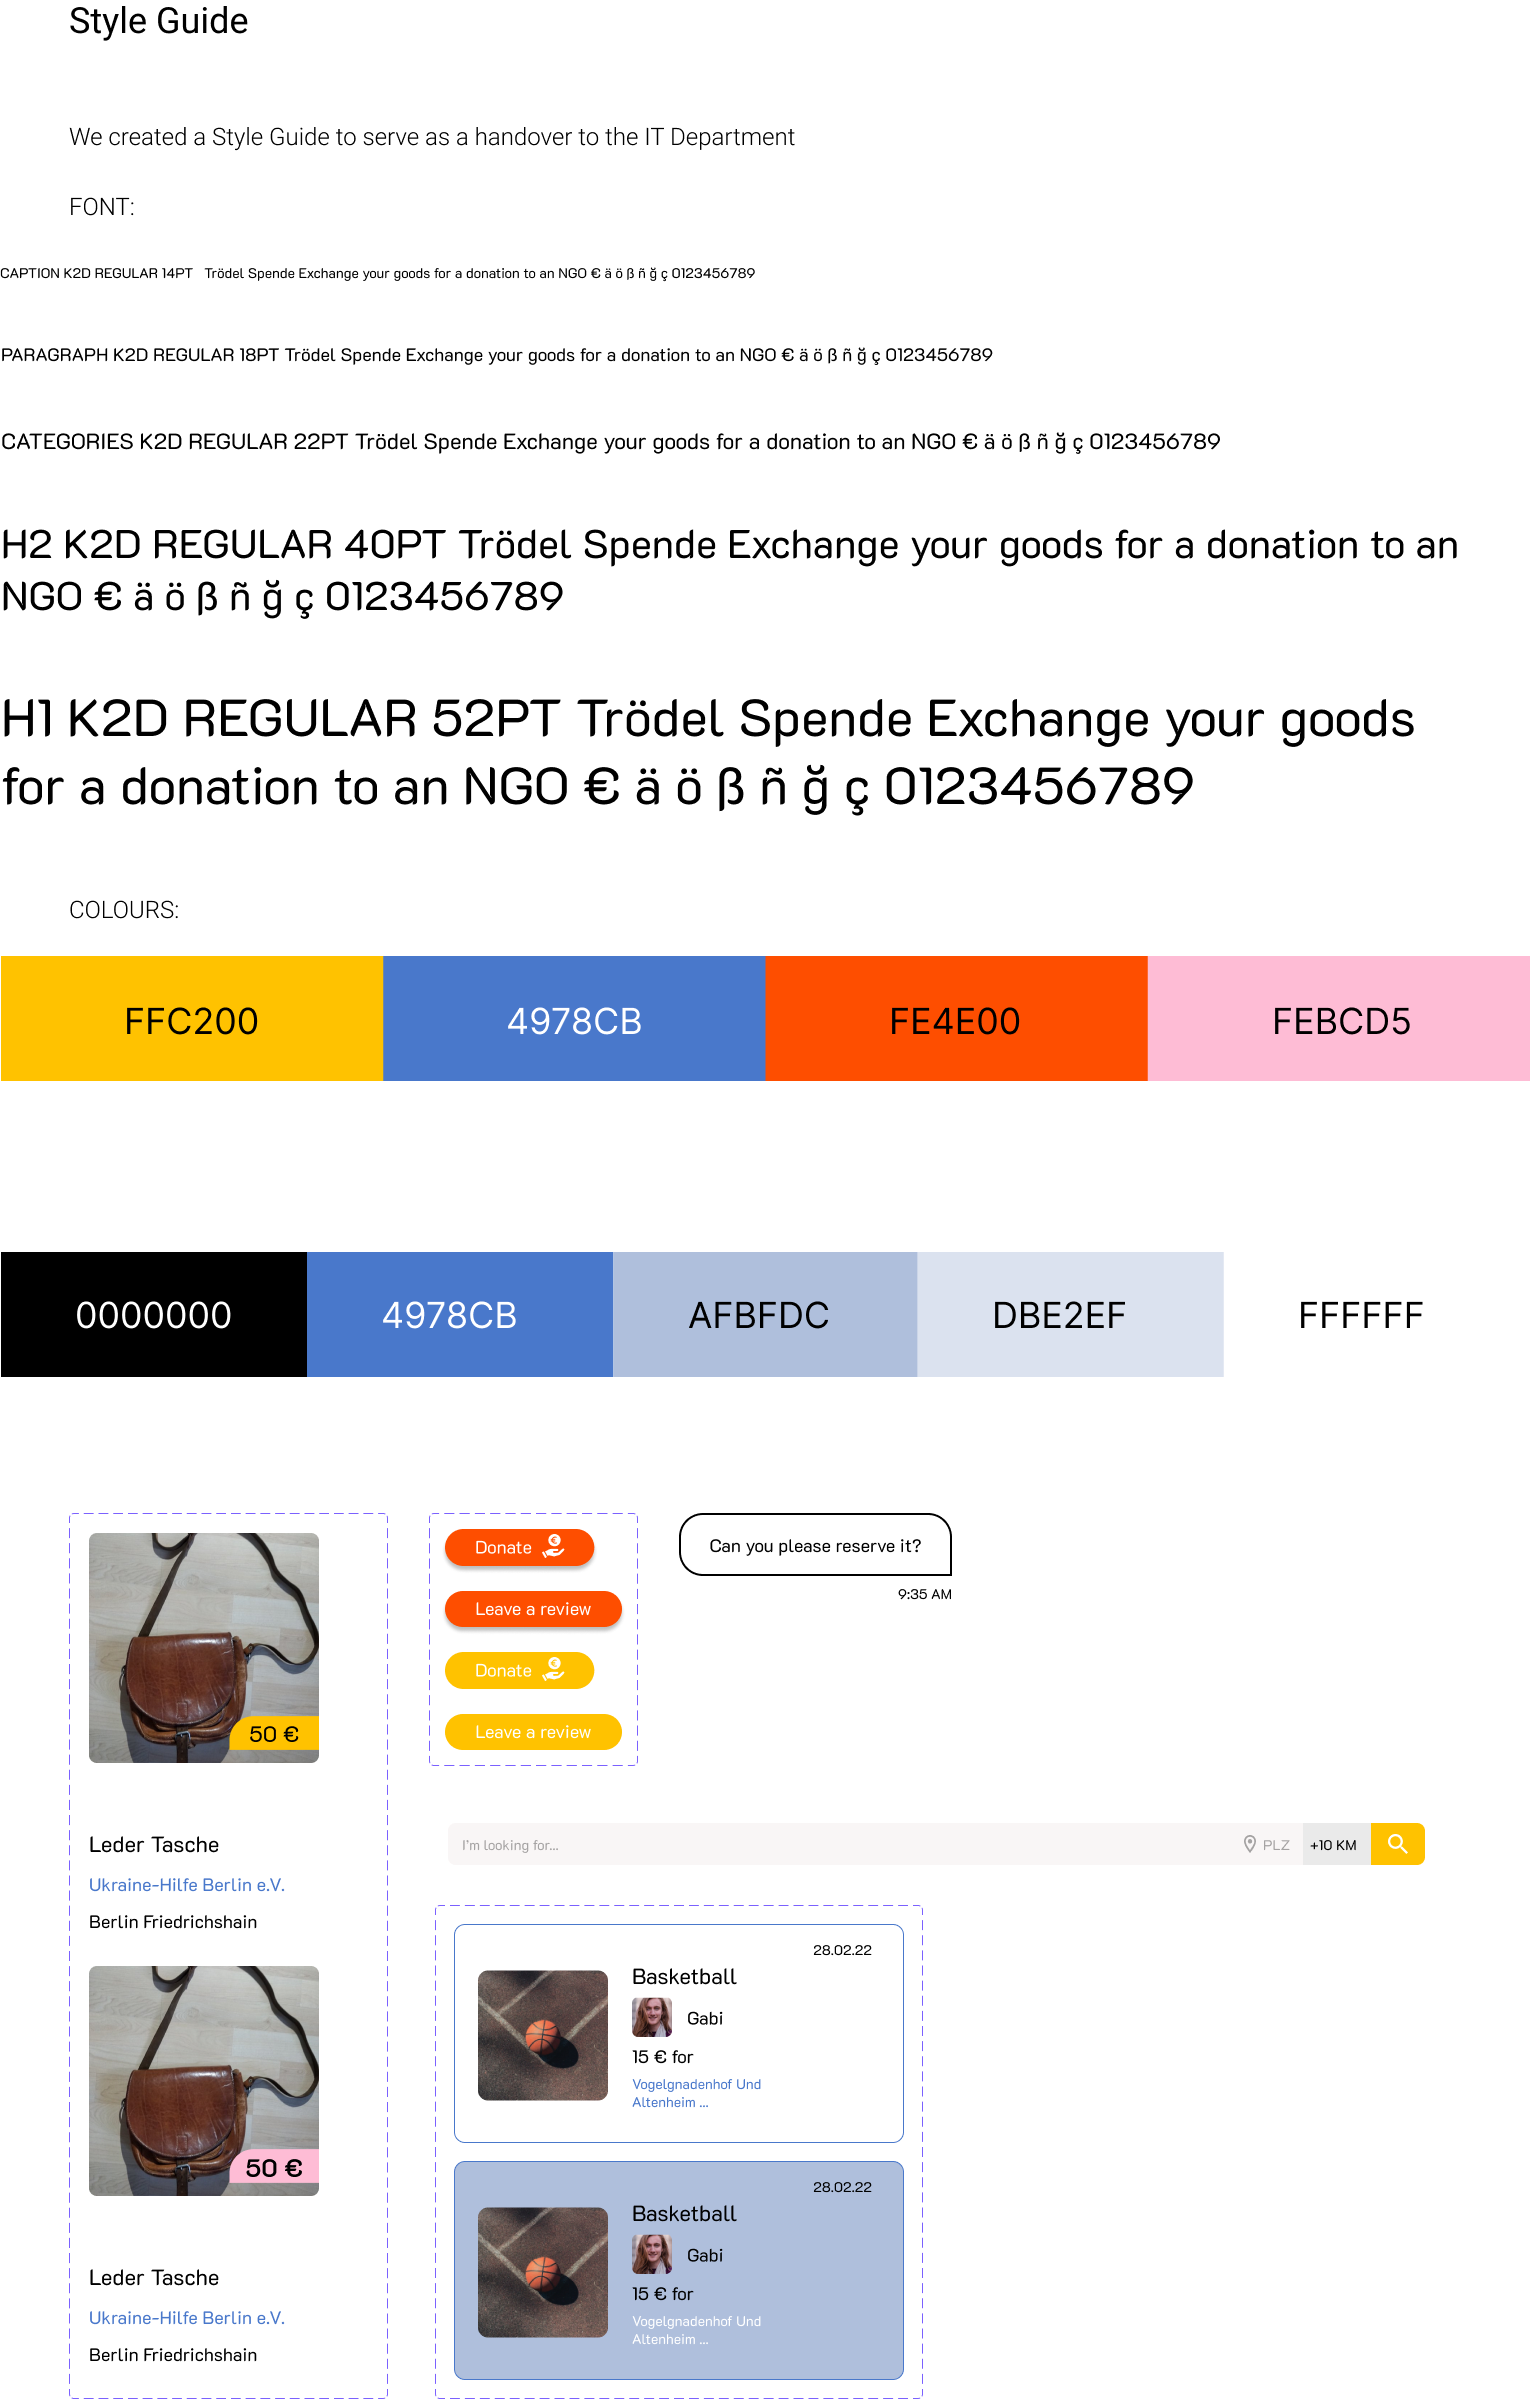 Style Guide
We created a Style Guide to serve as a handover to the IT Department
FONT:
CAPTION K2D REGULAR 14PT Trödel Spende Exchange your goods for a donation to an NGO € ä ö ß ñ ğ ç 0123456789
PARAGRAPH K2D REGULAR 18PT Trödel Spende Exchange your goods for a donation to an NGO € ä ö ß ñ ğ ç 0123456789
CATEGORIES K2D REGULAR 22PT Trödel Spende Exchange your goods for a donation to an NGO € ä ö ß ñ ğ ç 0123456789
H2 K2D REGULAR 40PT Trödel Spende Exchange your goods for a donation to an
NGO € ä ö ß ñ ğ ç 0123456789
H1 K2D REGULAR 52PT Trödel Spende Exchange your goods
for a donation to an NGO € ä ö ß ñ ğ ç 0123456789
COLOURS:
FFC200 4978CB FE4E00 FEBCD5
0000000 4978CB AFBFDC DBE2EF FFFFFF
50 €
Leder Tasche
Ukraine-Hilfe Berlin e.V.
Berlin Friedrichshain
50 €
Leder Tasche
Ukraine-Hilfe Berlin e.V.
Berlin Friedrichshain
Donate €
Leave a review
Donate €
Leave a review
Can you please reserve it?
9:35 AM
I'm looking for... PLZ +10 KM
28.02.22
Basketball
Gabi
15 € for
Vogelgnadenhof Und
Altenheim ...
28.02.22
Basketball
Gabi
15 € for
Vogelgnadenhof Und
Altenheim ...